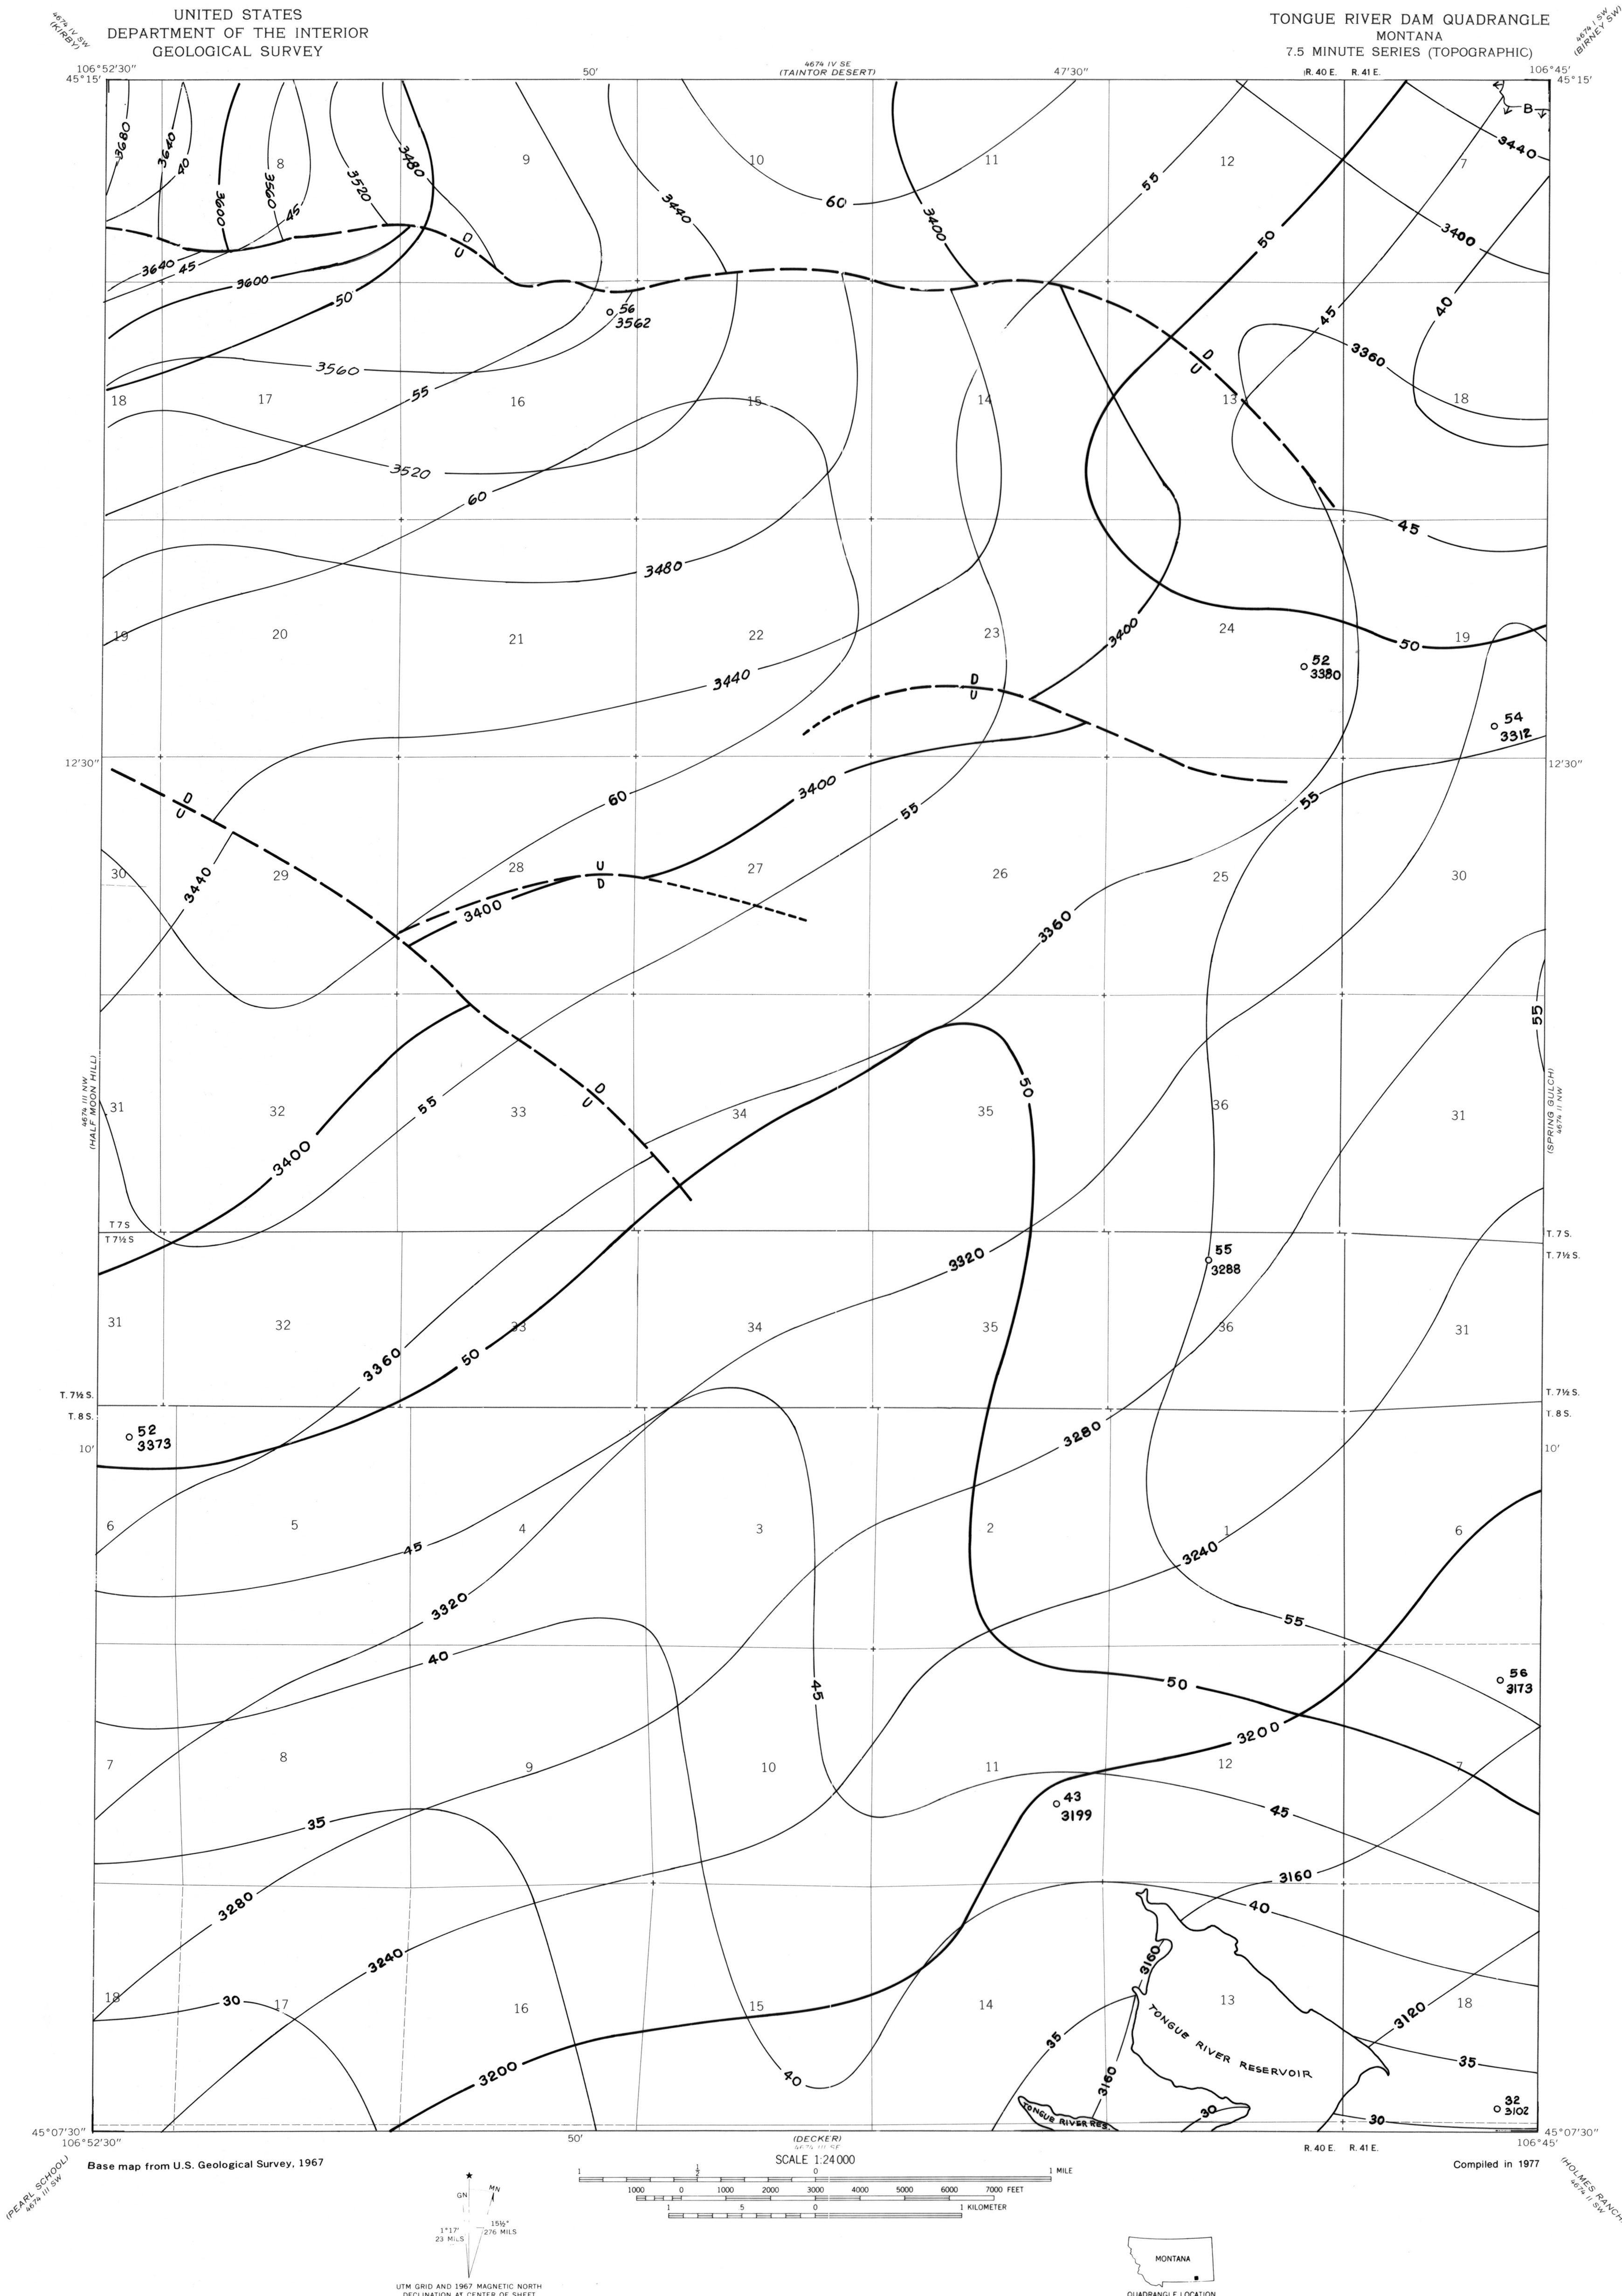 UNITED STATES
DEPARTMENT OF THE INTERIOR
GEOLOGICAL SURVEY
TONGUE RIVER DAM QUADRANGLE
MONTANA
7.5 MINUTE SERIES (TOPOGRAPHIC)
4674 IV SW
(KIRBY)
4674 I SW
(BIRNEY SW)
106°52'30"
45°15'
50'
4674 IV SE
(TAINTOR DESERT)
47'30"
R. 40 E. R. 41 E.
106°45'
45°15'
B
3680
3640
40
3600
8
3560
45
3520
3480
9
3440
10
60
11
3400
55
12
50
7
3440
3400
D
U
3640
45
3600
50
56
3562
3560
55
18
17
16
15
14
13
D
U
45
40
3360
18
3520
60
3480
45
19
20
21
22
23
3400
24
50
19
52
3380
54
3312
3440
D
U
12'30"
12'30"
D
U
60
3400
55
55
30
3440
29
28
U
D
3400
27
26
25
30
3360
55
4674 III NW
(HALF MOON HILL)
(SPRING GULCH)
4674 II NW
31
32
55
33
D
U
34
50
35
36
31
3400
T 7 S
T 7½ S
T. 7 S.
T. 7½ S.
3320
55
3288
31
32
33
34
35
36
31
3360
50
T. 7½ S.
T. 8 S.
T. 7½ S.
T. 8 S.
10'
10'
52
3373
3280
6
5
4
3
2
1
6
45
3240
3320
55
40
45
50
56
3173
3200
7
8
9
10
11
12
7
43
3199
45
35
3160
3280
40
3240
3160
18
30
17
16
15
14
13
18
3120
TONGUE RIVER RESERVOIR
35
35
3200
40
3160
TONGUE RIVER RES
30
30
32
3102
45°07'30"
106°52'30"
50'
(DECKER)
4674 III SE
R. 40 E. R. 41 E.
45°07'30"
106°45'
(PEARL SCHOOL)
4674 III SW
(HOLMES RANCH)
4674 II SW
Base map from U.S. Geological Survey, 1967
Compiled in 1977
SCALE 1:24 000
1 ½ 0 1 MILE
1000 0 1000 2000 3000 4000 5000 6000 7000 FEET
1 .5 0 1 KILOMETER
GN
MN
1°17'
23 MILS
15½°
276 MILS
UTM GRID AND 1967 MAGNETIC NORTH
DECLINATION AT CENTER OF SHEET
MONTANA
QUADRANGLE LOCATION